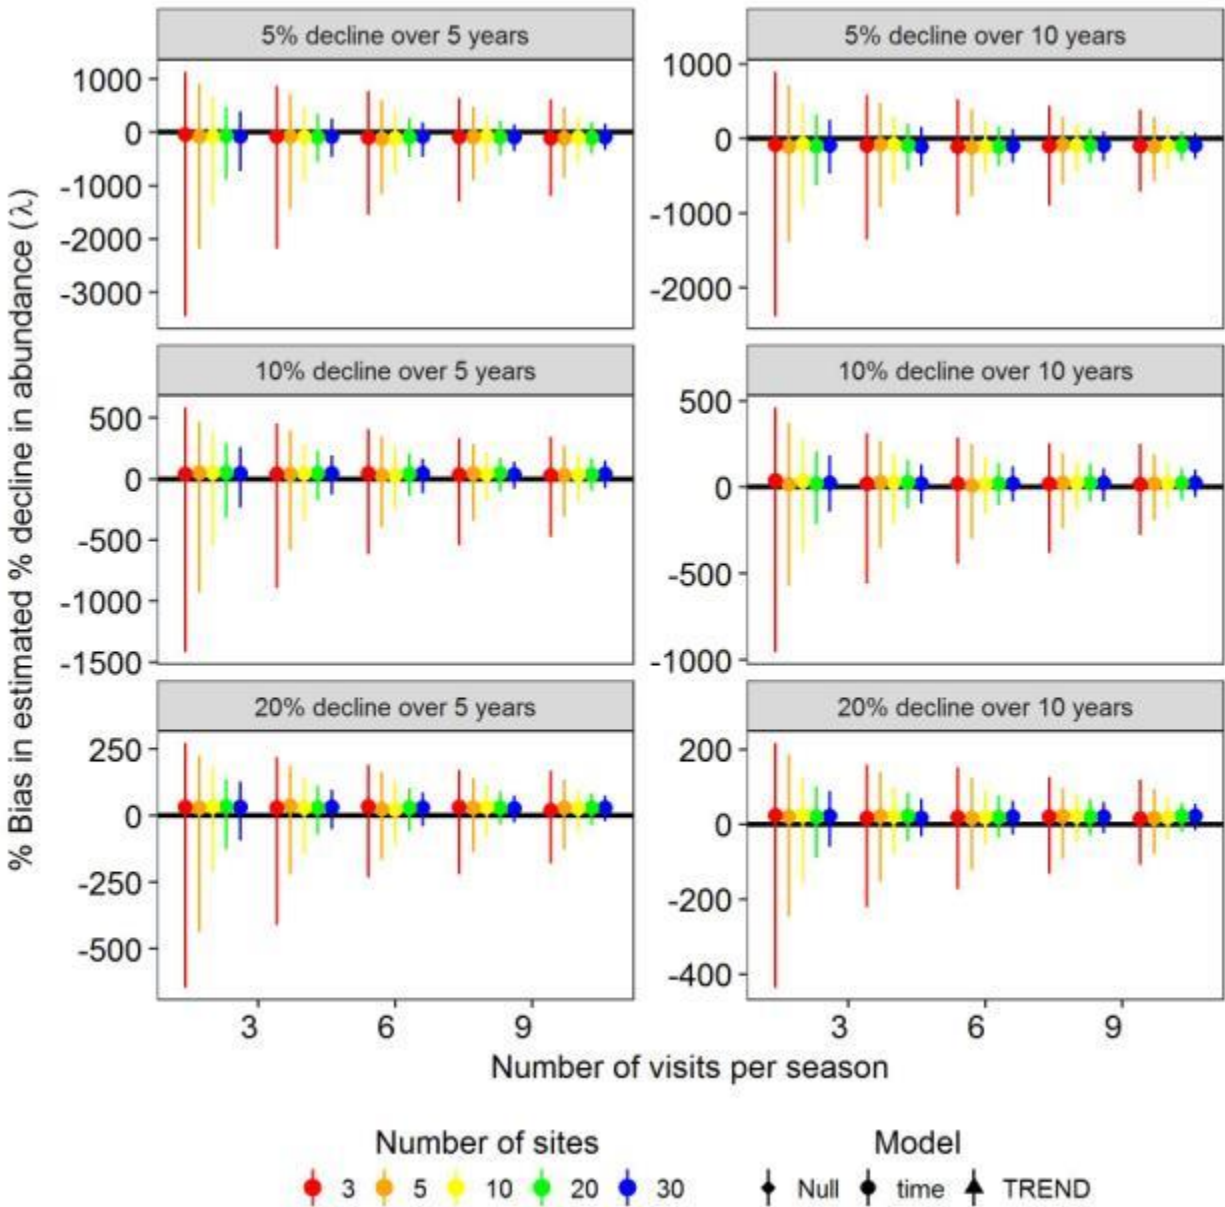 % Bias in estimated % decline in abundance (λ)
5% decline over 5 years
1000
0
-1000
-2000
-3000
5% decline over 10 years
1000
0
-1000
-2000
10% decline over 5 years
500
0
-500
-1000
-1500
10% decline over 10 years
500
0
-500
-1000
20% decline over 5 years
250
0
-250
-500
20% decline over 10 years
200
0
-200
-400
3 6 9
3 6 9
Number of visits per season
Number of sites
3 5 10 20 30
Model
Null time TREND